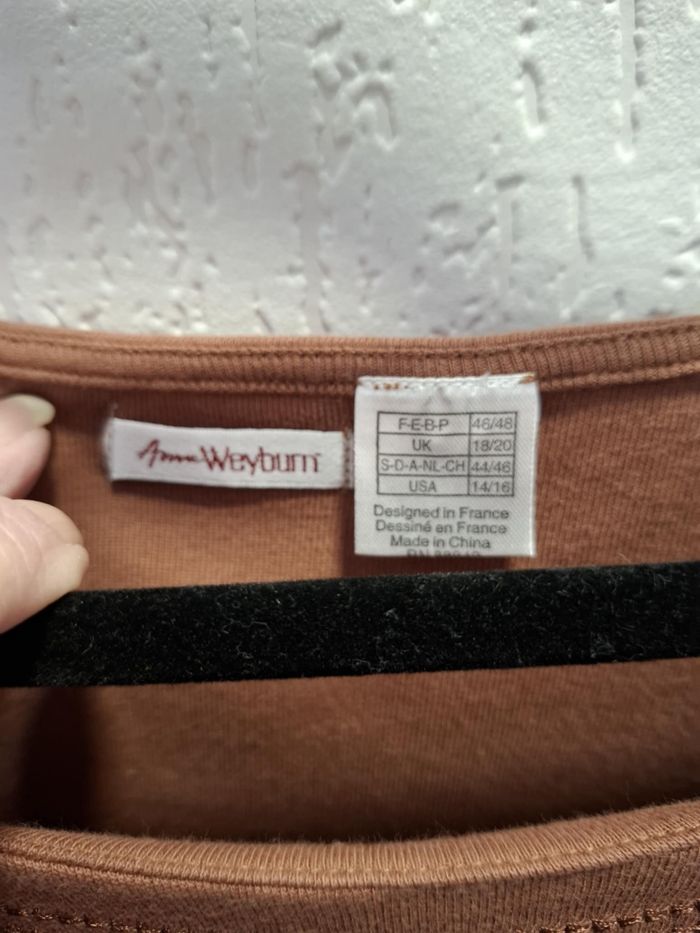 Anne Weyburn
F-E-B-P 46/48
UK 18/20
S-D-A-NL-CH 44/46
USA 14/16
Designed in France
Dessiné en France
Made in China